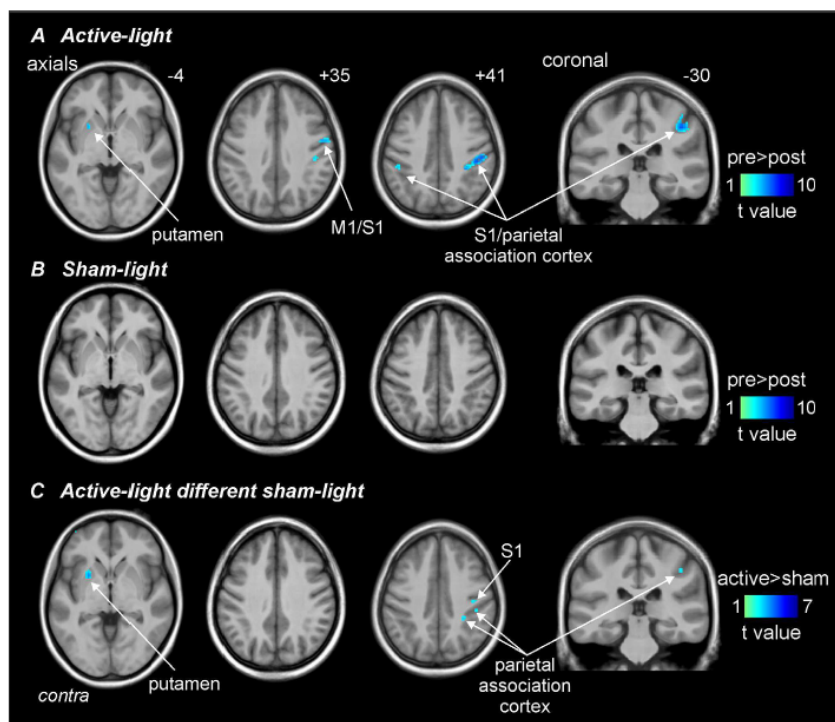 A Active-light
axials
-4
+35
+41
coronal
-30
putamen
M1/S1
S1/parietal
association cortex
pre>post
1 10
t value
B Sham-light
pre>post
1 10
t value
C Active-light different sham-light
S1
putamen
parietal
association
cortex
contra
active>sham
1 7
t value